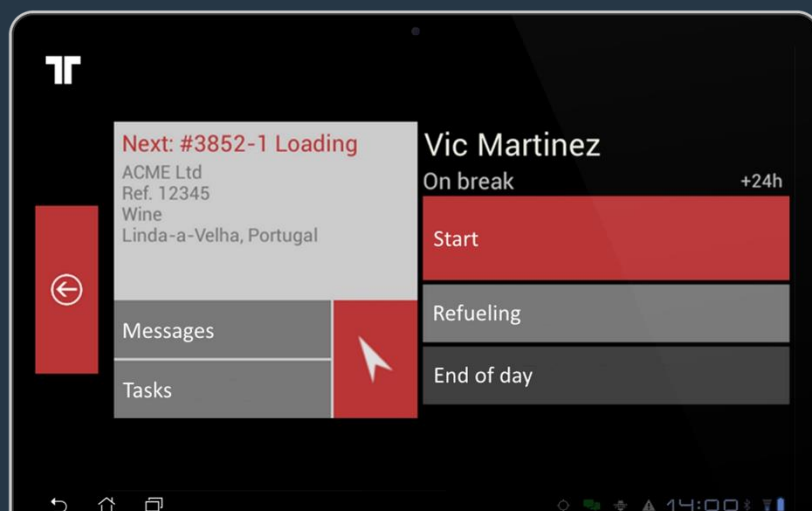 Next: #3852-1 Loading
ACME Ltd
Ref. 12345
Wine
Linda-a-Velha, Portugal
Messages
Tasks
Vic Martinez
On break +24h
Start
Refueling
End of day
14:00